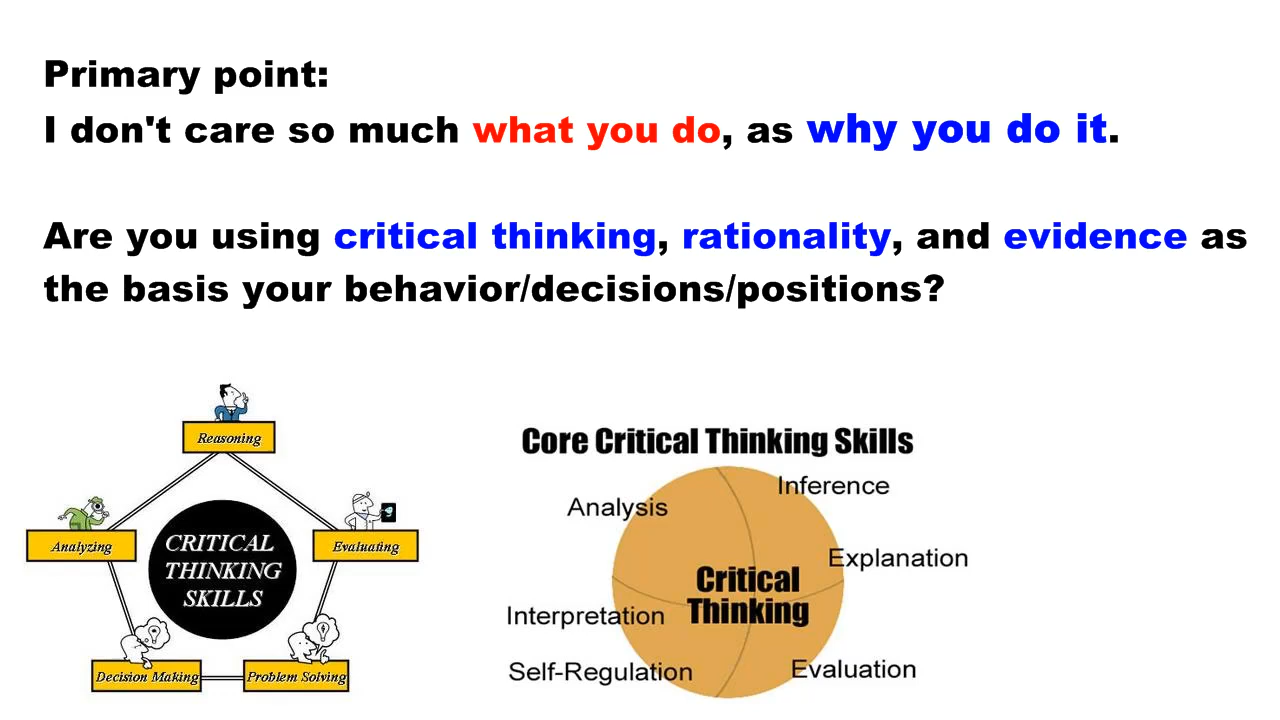 Primary point:
I don't care so much what you do, as why you do it.
Are you using critical thinking, rationality, and evidence as
the basis your behavior/decisions/positions?
Reasoning
Analyzing
Evaluating
CRITICAL
THINKING
SKILLS
Decision Making
Problem Solving
Core Critical Thinking Skills
Inference
Analysis
Explanation
Critical
Thinking
Interpretation
Self-Regulation
Evaluation